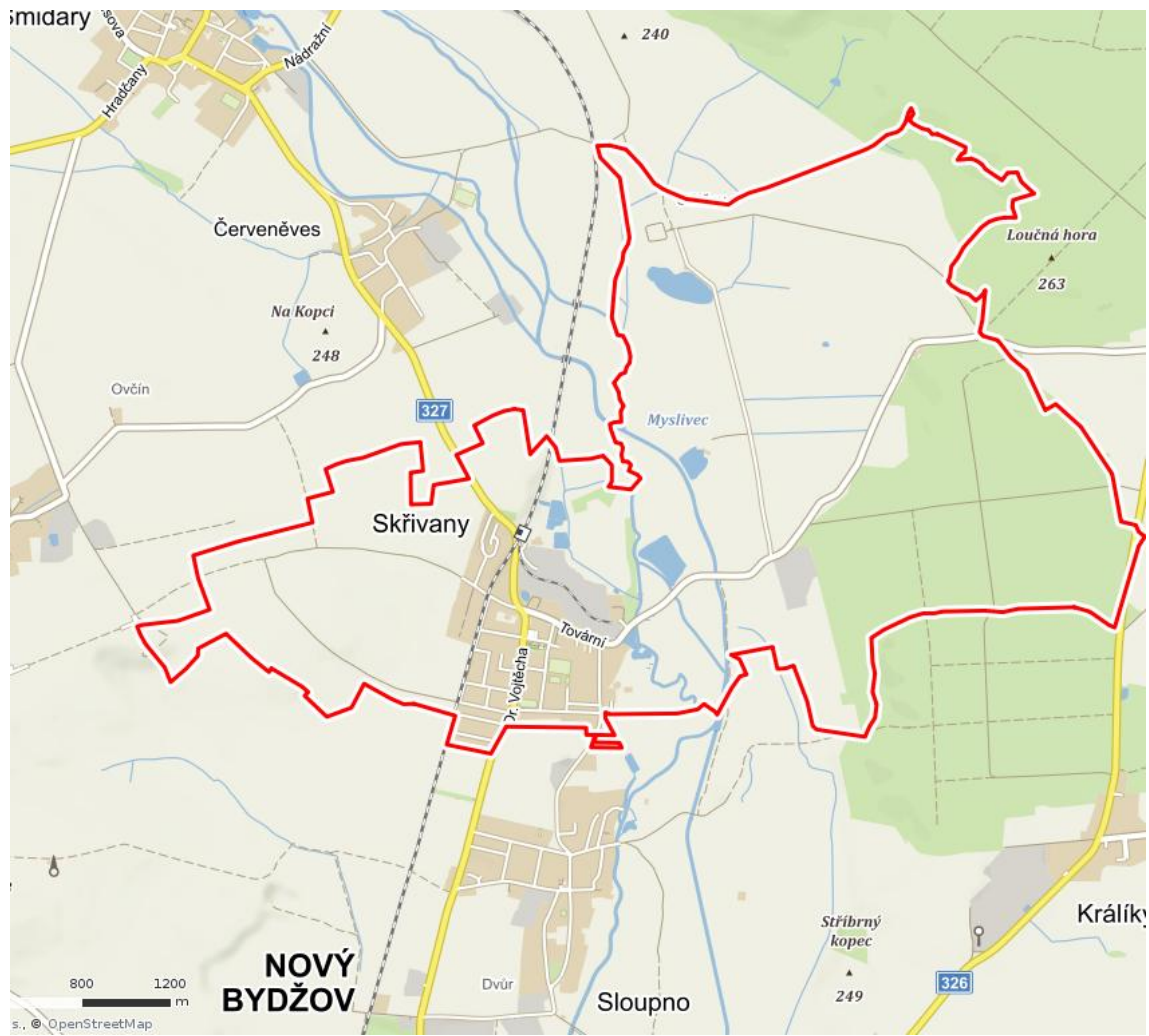 Smidary
Nádražní
Hradčany
240
Červeněves
Loučná hora
263
Na Kopci
248
Ovčín
327
Myslivec
Skřivany
Tovární
Dr. Vojtěcha
Králíky
Stříbrný
kopec
249
326
NOVÝ
BYDŽOV
Dvůr
Sloupno
800 1200
m
s., © OpenStreetMap